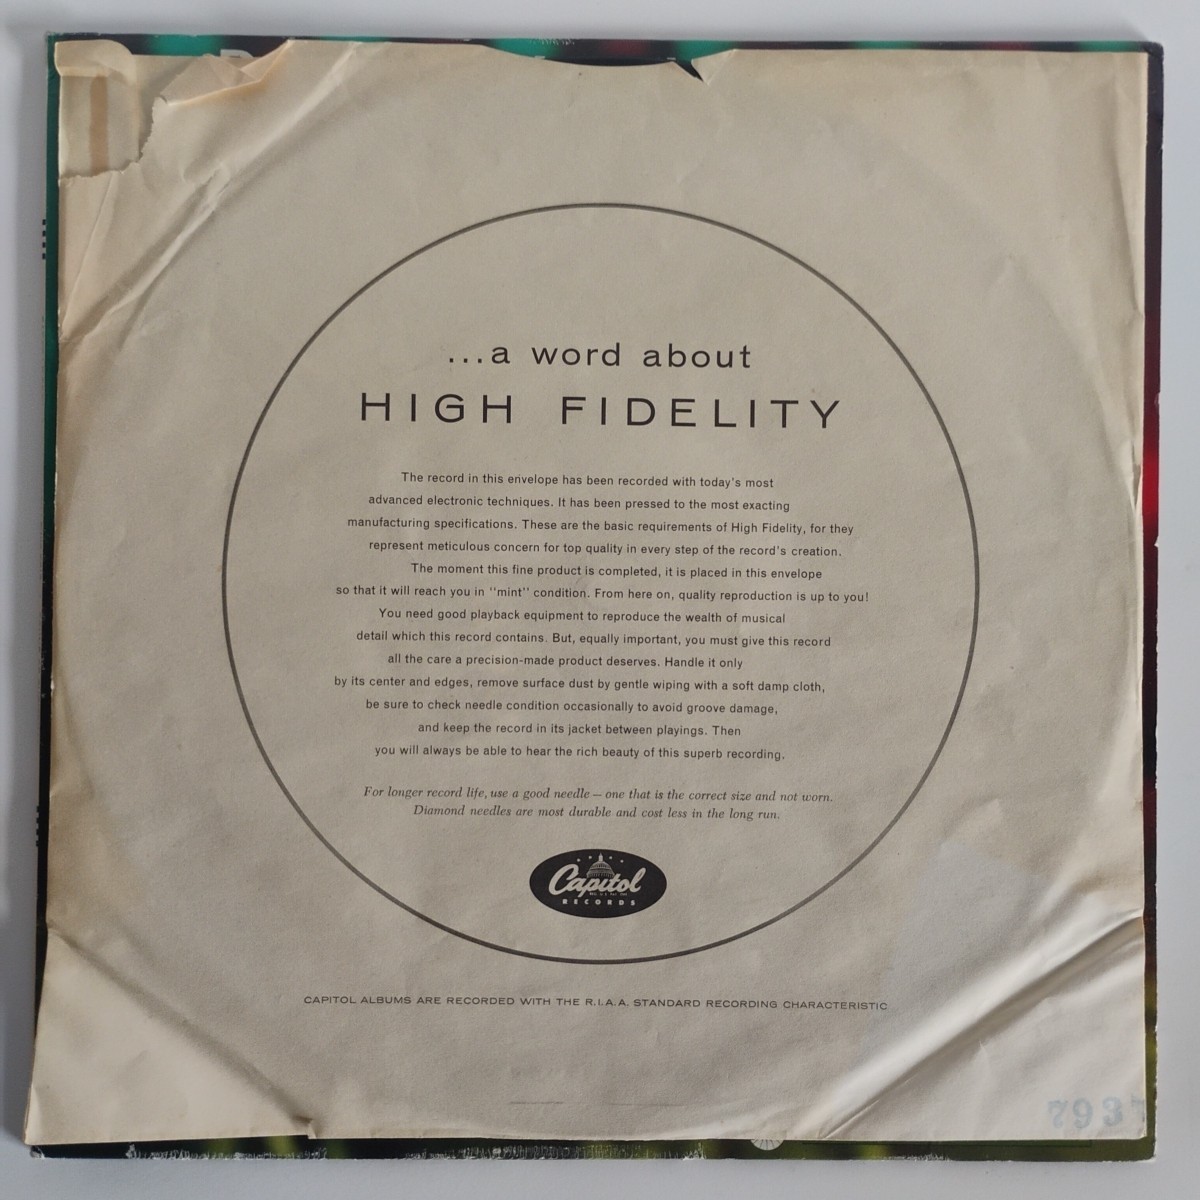 ...a word about
HIGH FIDELITY
The record in this envelope has been recorded with today's most
advanced electronic techniques. It has been pressed to the most exacting
manufacturing specifications. These are the basic requirements of High Fidelity, for they
represent meticulous concern for top quality in every step of the record's creation.
The moment this fine product is completed, it is placed in this envelope
so that it will reach you in "mint" condition. From here on, quality reproduction is up to you!
You need good playback equipment to reproduce the wealth of musical
detail which this record contains. But, equally important, you must give this record
all the care a precision-made product deserves. Handle it only
by its center and edges, remove surface dust by gentle wiping with a soft damp cloth,
be sure to check needle condition occasionally to avoid groove damage,
and keep the record in its jacket between playings. Then
you will always be able to hear the rich beauty of this superb recording.
For longer record life, use a good needle — one that is the correct size and not worn.
Diamond needles are most durable and cost less in the long run.
Capitol
RECORDS
CAPITOL ALBUMS ARE RECORDED WITH THE R.I.A.A. STANDARD RECORDING CHARACTERISTIC